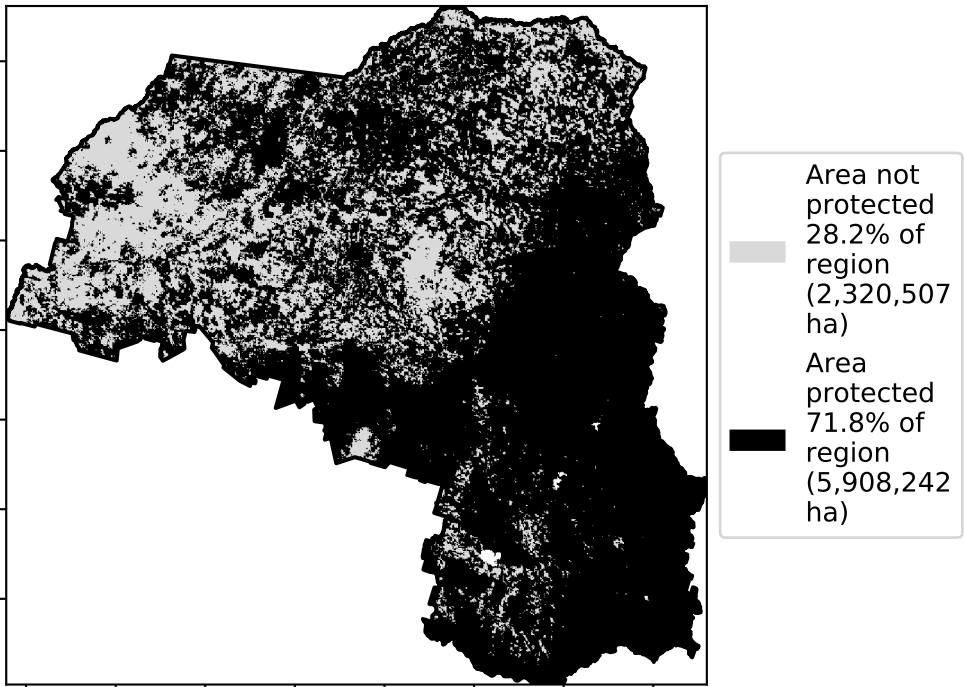 Area not
protected
28.2% of
region
(2,320,507
ha)
Area
protected
71.8% of
region
(5,908,242
ha)